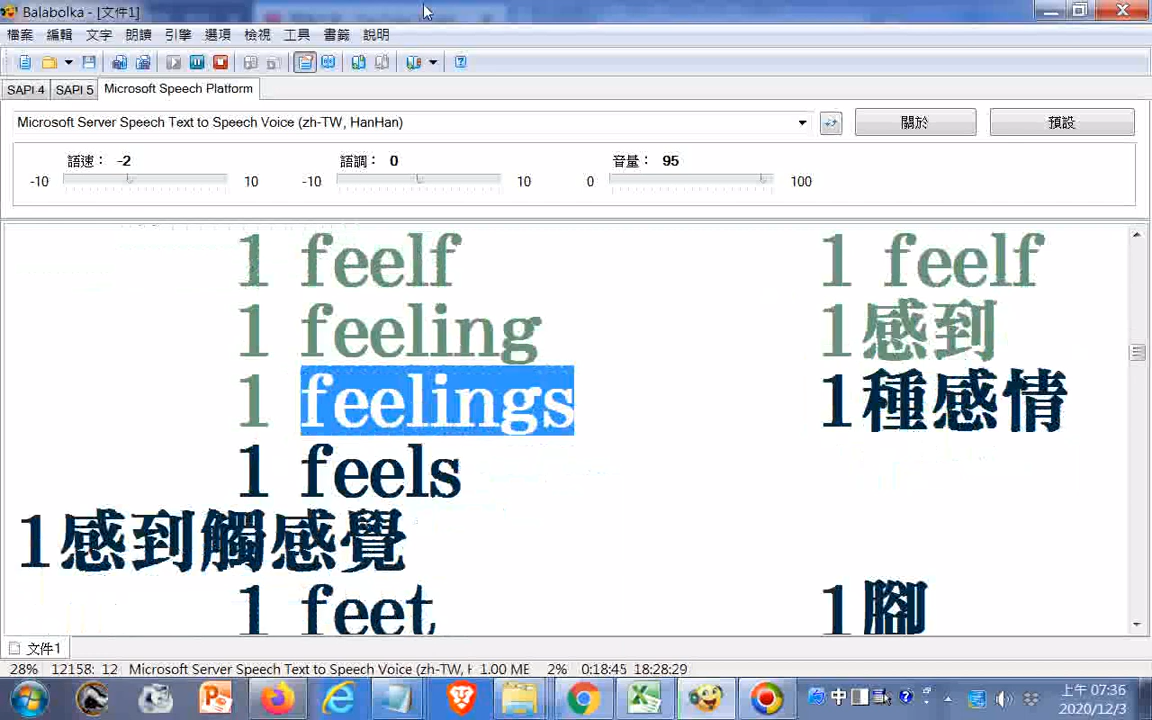 Balabolka - [文件1]
檔案 編輯 文字 朗讀 引擎 選項 檢視 工具 書籤 說明
SAPI 4 SAPI 5 Microsoft Speech Platform
Microsoft Server Speech Text to Speech Voice (zh-TW, HanHan) 關於 預設
語速： -2 語調： 0 音量： 95
-10 10 -10 10 0 100
1 feelf 1 feelf
1 feeling 1感到
1 feelings 1種感情
1 feels
1感到觸感覺
1 feet 1腳
文件1
28% 12158: 12 Microsoft Server Speech Text to Speech Voice (zh-TW, H 1.00 ME 2% 0:18:45 18:28:29
中 上午 07:36
2020/12/3